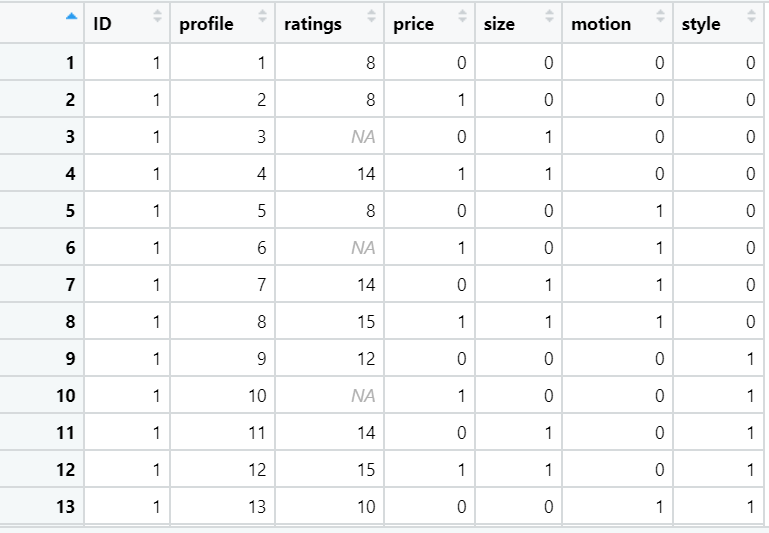 ID profile ratings price size motion style
1 1 1 8 0 0 0 0
2 1 2 8 1 0 0 0
3 1 3 NA 0 1 0 0
4 1 4 14 1 1 0 0
5 1 5 8 0 0 1 0
6 1 6 NA 1 0 1 0
7 1 7 14 0 1 1 0
8 1 8 15 1 1 1 0
9 1 9 12 0 0 0 1
10 1 10 NA 1 0 0 1
11 1 11 14 0 1 0 1
12 1 12 15 1 1 0 1
13 1 13 10 0 0 1 1